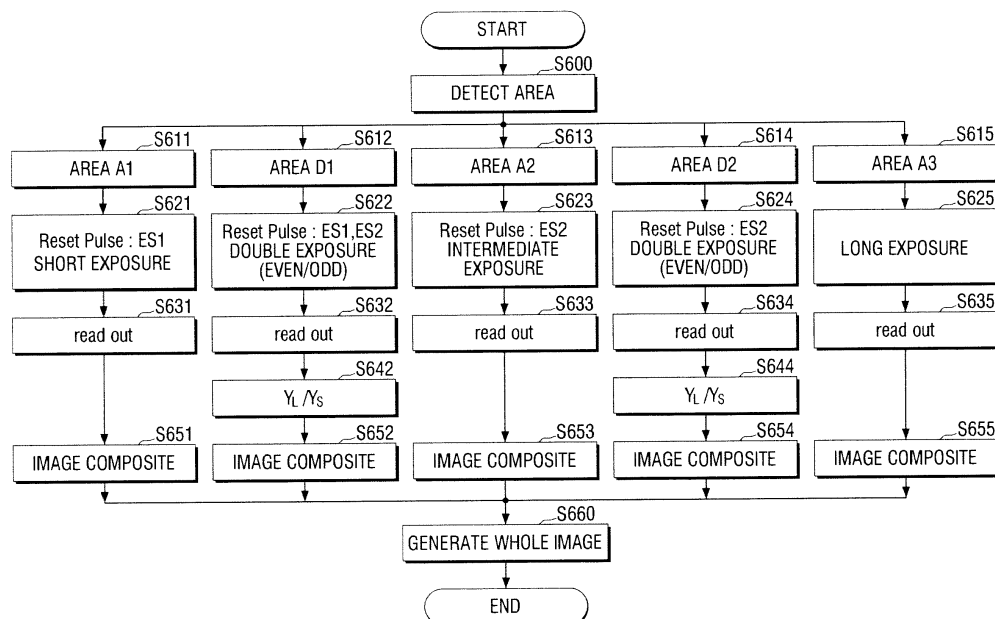 START
S600
DETECT AREA
S611
S612
S613
S614
S615
AREA A1
AREA D1
AREA A2
AREA D2
AREA A3
S621
S622
S623
S624
S625
Reset Pulse : ES1
SHORT EXPOSURE
Reset Pulse : ES1,ES2
DOUBLE EXPOSURE
(EVEN/ODD)
Reset Pulse : ES2
INTERMEDIATE
EXPOSURE
Reset Pulse : ES2
DOUBLE EXPOSURE
(EVEN/ODD)
LONG EXPOSURE
S631
S632
S633
S634
S635
read out
read out
read out
read out
read out
S642
S644
YL /YS
YL /YS
S651
S652
S653
S654
S655
IMAGE COMPOSITE
IMAGE COMPOSITE
IMAGE COMPOSITE
IMAGE COMPOSITE
IMAGE COMPOSITE
S660
GENERATE WHOLE IMAGE
END